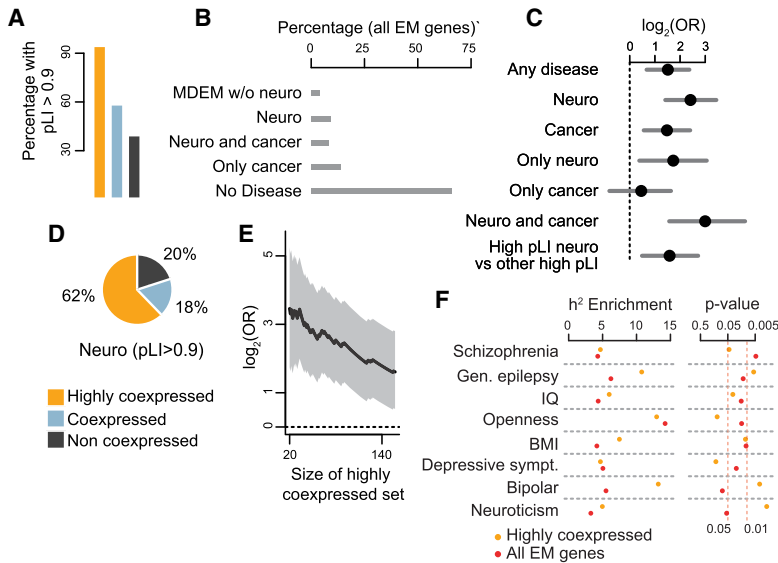 A
Percentage with
pLI > 0.9
90
60
30
B
Percentage (all EM genes)`
0
25
50
75
MDEM w/o neuro
Neuro
Neuro and cancer
Only cancer
No Disease
C
log2(OR)
0
1
2
3
Any disease
Neuro
Cancer
Only neuro
Only cancer
Neuro and cancer
High pLI neuro
vs other high pLI
D
20%
62%
18%
Neuro (pLI>0.9)
Highly coexpressed
Coexpressed
Non coexpressed
E
log2(OR)
5
3
1
0
20
140
Size of highly
coexpressed set
F
h² Enrichment
0
5
10
15
p-value
0.5
0.05
0.005
Schizophrenia
Gen. epilepsy
IQ
Openness
BMI
Depressive sympt.
Bipolar
Neuroticism
0.05
0.01
Highly coexpressed
All EM genes